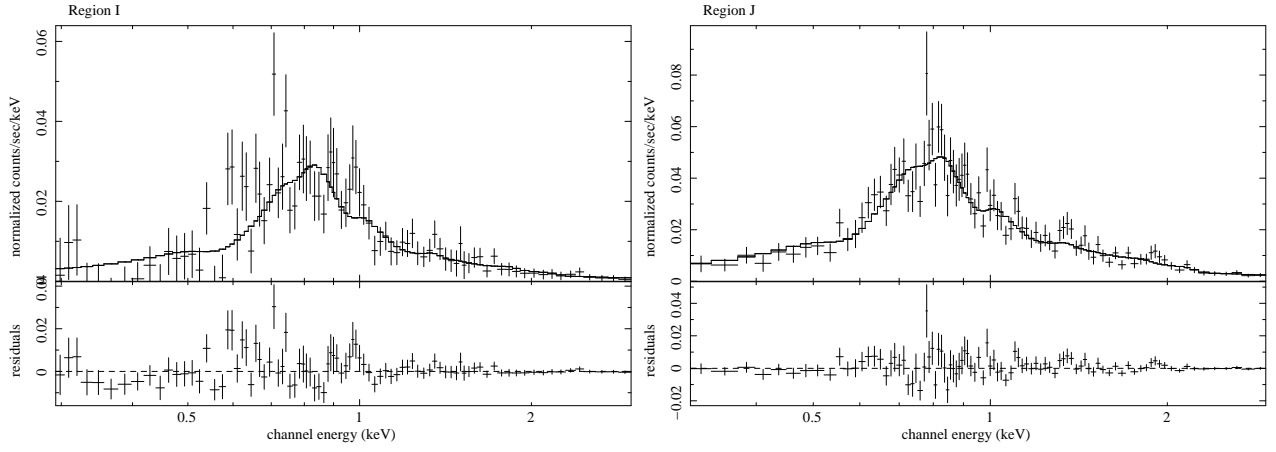 Region I
normalized counts/sec/keV
0.06
0.04
0.02
0
residuals
0.02
0
0.5
1
2
channel energy (keV)
Region J
normalized counts/sec/keV
0.08
0.06
0.04
0.02
0
residuals
0.04
0.02
0
−0.02
0.5
1
2
channel energy (keV)